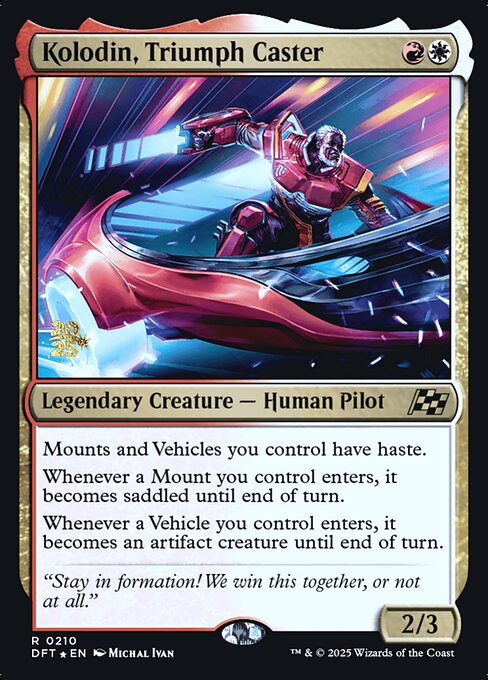 Kolodin, Triumph Caster
Legendary Creature — Human Pilot
Mounts and Vehicles you control have haste.
Whenever a Mount you control enters, it
becomes saddled until end of turn.
Whenever a Vehicle you control enters, it
becomes an artifact creature until end of turn.
“Stay in formation! We win this together, or not
at all.”
2/3
R 0210
DFT ★ EN Michal Ivan
™ & © 2025 Wizards of the Coast